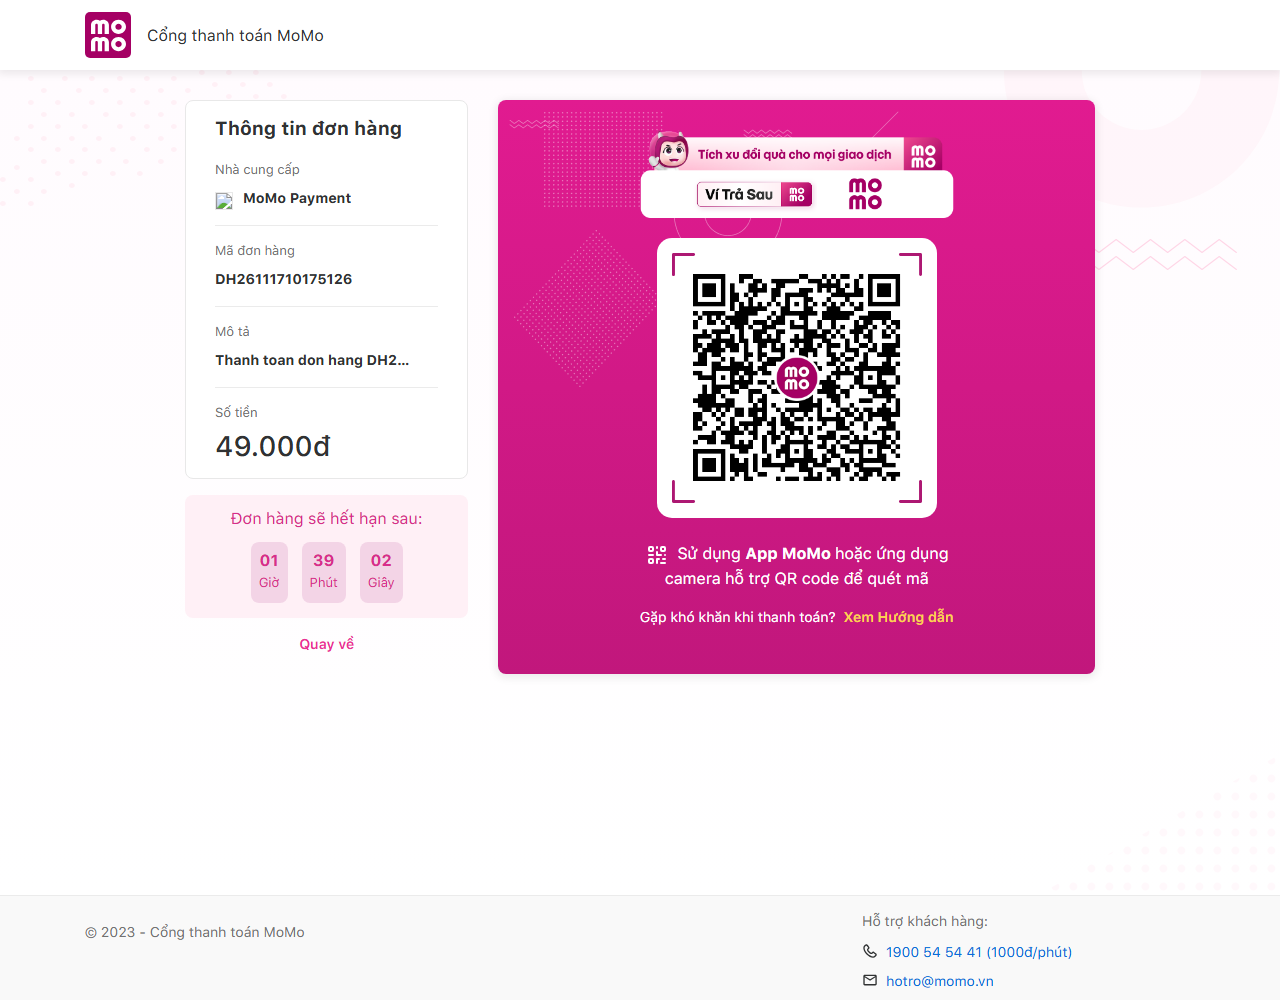 momo
Cổng thanh toán MoMo
Thông tin đơn hàng
Nhà cung cấp
MoMo Payment
Mã đơn hàng
DH26111710175126
Mô tả
Thanh toan don hang DH2...
Số tiền
49.000đ
Đơn hàng sẽ hết hạn sau:
01 39 02
Giờ Phút Giây
Quay về
Tích xu đổi quà cho mọi giao dịch momo
Ví Trả Sau momo momo
momo
Sử dụng App MoMo hoặc ứng dụng
camera hỗ trợ QR code để quét mã
Gặp khó khăn khi thanh toán? Xem Hướng dẫn
© 2023 - Cổng thanh toán MoMo
Hỗ trợ khách hàng:
1900 54 54 41 (1000đ/phút)
hotro@momo.vn